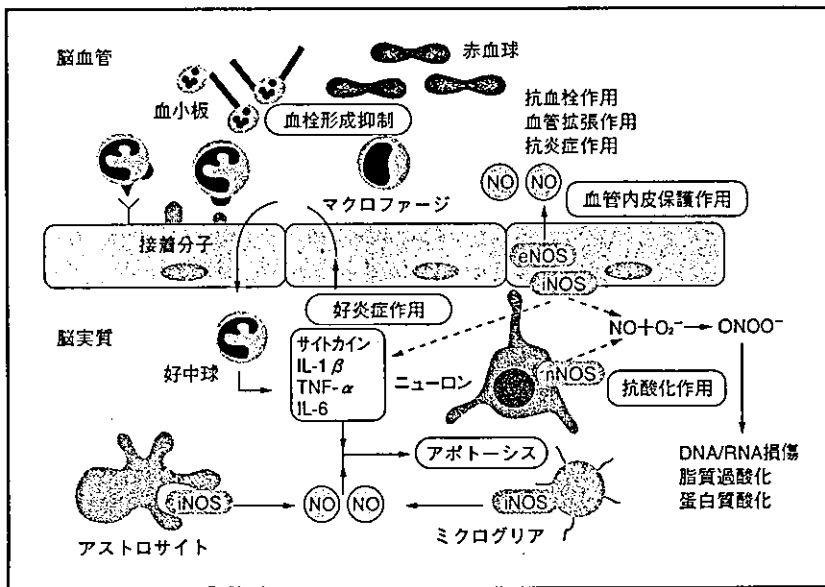 脳血管
赤血球
血小板
血栓形成抑制
抗血栓作用
血管拡張作用
抗炎症作用
NO NO
マクロファージ
血管内皮保護作用
接着分子
eNOS
iNOS
好炎症作用
脳実質
NO+O₂⁻→ONOO⁻
サイトカイン
IL-1β
TNF-α
IL-6
好中球
ニューロン
nNOS
抗酸化作用
アポトーシス
DNA/RNA損傷
脂質過酸化
蛋白質酸化
iNOS
NO NO
iNOS
アストロサイト
ミクログリア